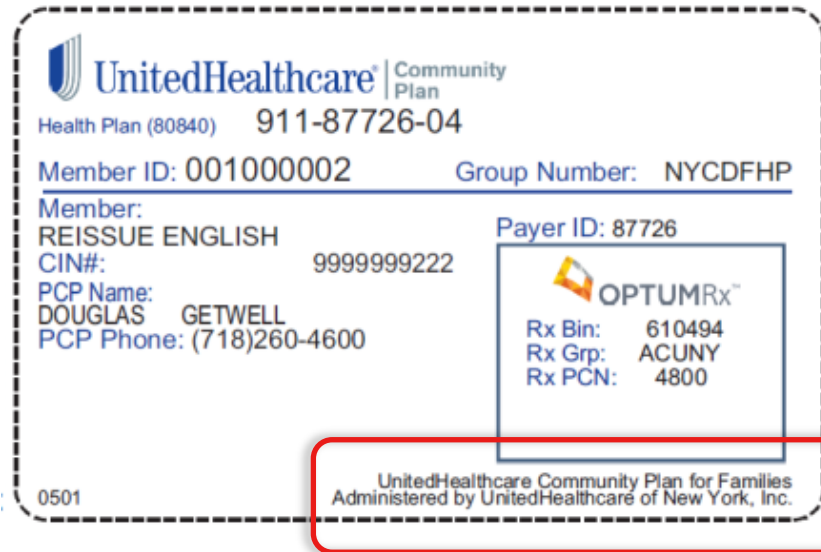 UnitedHealthcare® | Community Plan
Health Plan (80840) 911-87726-04
Member ID: 001000002 Group Number: NYCDFHP
Member:
REISSUE ENGLISH
CIN#: 9999999222
PCP Name:
DOUGLAS GETWELL
PCP Phone: (718)260-4600
Payer ID: 87726
OPTUMRx™
Rx Bin: 610494
Rx Grp: ACUNY
Rx PCN: 4800
0501
UnitedHealthcare Community Plan for Families
Administered by UnitedHealthcare of New York, Inc.